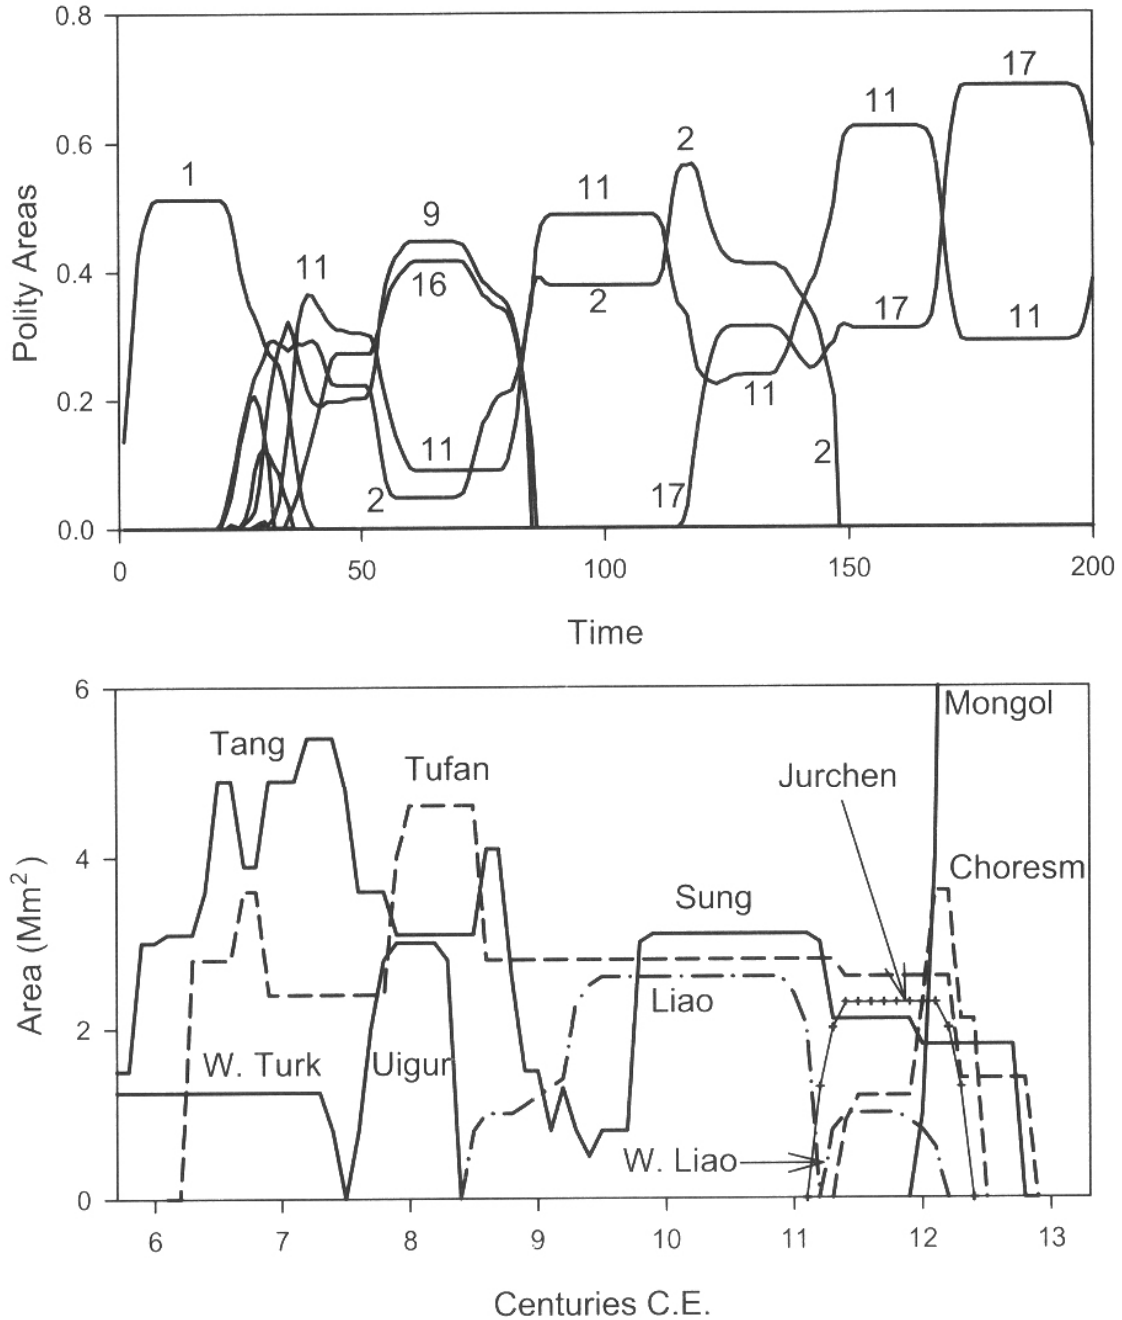 0.8
17
11
0.6
2
1
11
9
0.4
11
16
2
17
11
0.2
11
11
2
17
2
0.0
0
50
100
150
200
Polity Areas
Time
6
Mongol
Tang
Tufan
Jurchen
4
Choresm
Sung
Liao
2
W. Turk
Uigur
W. Liao
0
6
7
8
9
10
11
12
13
Area (Mm²)
Centuries C.E.